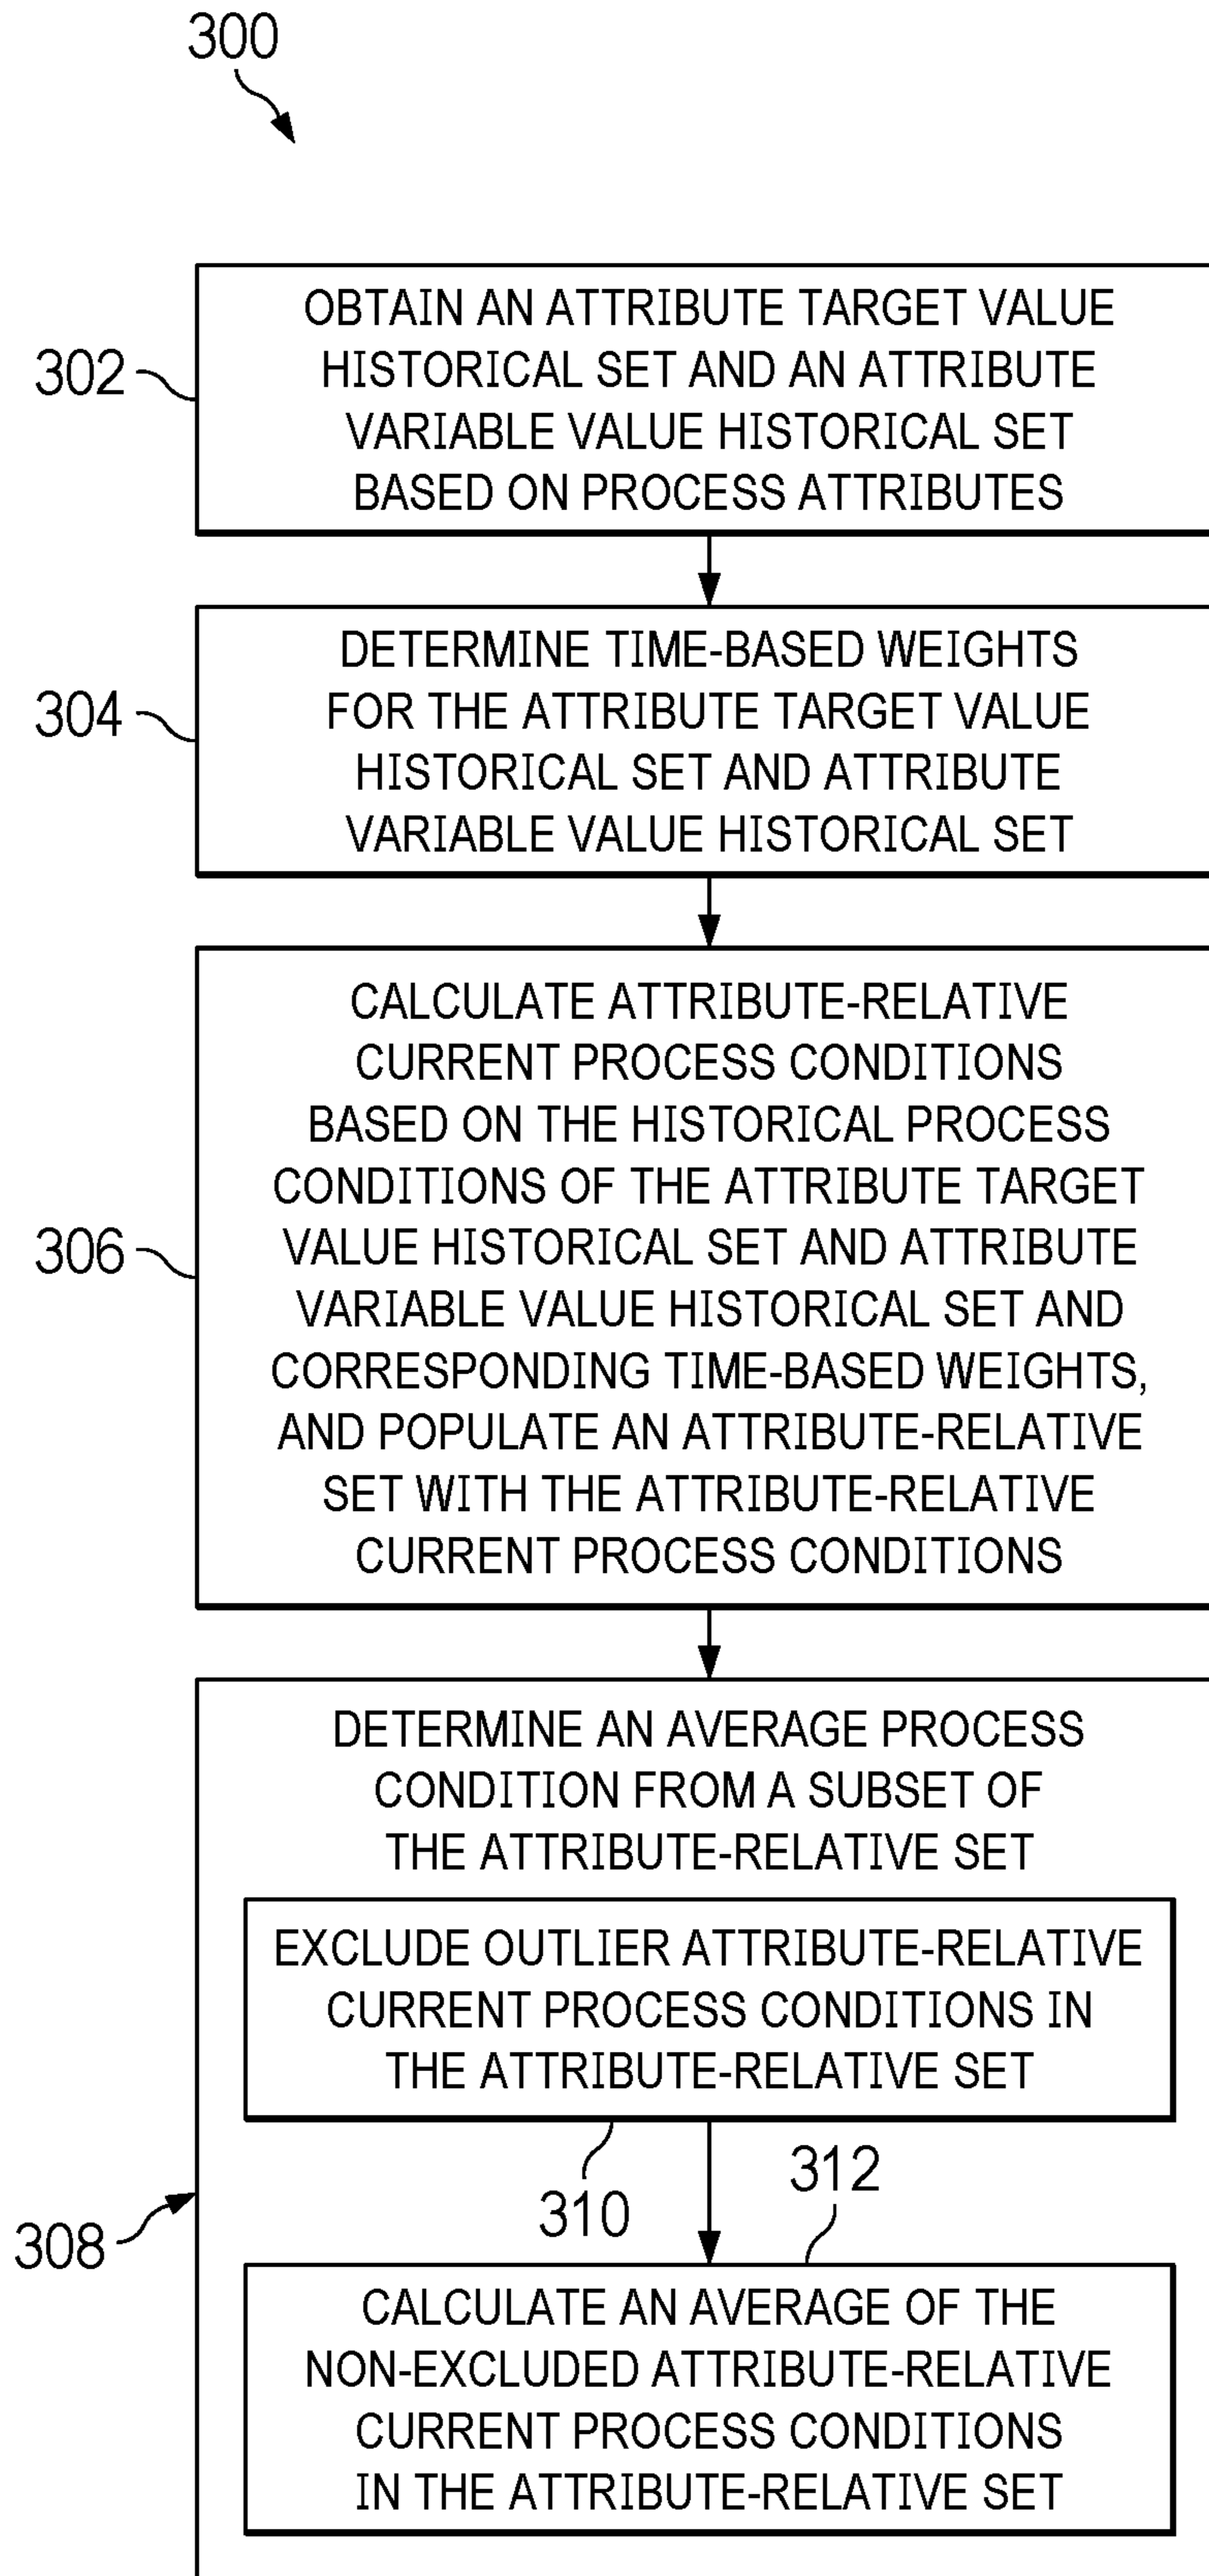 300
302
OBTAIN AN ATTRIBUTE TARGET VALUE
HISTORICAL SET AND AN ATTRIBUTE
VARIABLE VALUE HISTORICAL SET
BASED ON PROCESS ATTRIBUTES
304
DETERMINE TIME-BASED WEIGHTS
FOR THE ATTRIBUTE TARGET VALUE
HISTORICAL SET AND ATTRIBUTE
VARIABLE VALUE HISTORICAL SET
306
CALCULATE ATTRIBUTE-RELATIVE
CURRENT PROCESS CONDITIONS
BASED ON THE HISTORICAL PROCESS
CONDITIONS OF THE ATTRIBUTE TARGET
VALUE HISTORICAL SET AND ATTRIBUTE
VARIABLE VALUE HISTORICAL SET AND
CORRESPONDING TIME-BASED WEIGHTS,
AND POPULATE AN ATTRIBUTE-RELATIVE
SET WITH THE ATTRIBUTE-RELATIVE
CURRENT PROCESS CONDITIONS
308
DETERMINE AN AVERAGE PROCESS
CONDITION FROM A SUBSET OF
THE ATTRIBUTE-RELATIVE SET
EXCLUDE OUTLIER ATTRIBUTE-RELATIVE
CURRENT PROCESS CONDITIONS IN
THE ATTRIBUTE-RELATIVE SET
310
312
CALCULATE AN AVERAGE OF THE
NON-EXCLUDED ATTRIBUTE-RELATIVE
CURRENT PROCESS CONDITIONS
IN THE ATTRIBUTE-RELATIVE SET